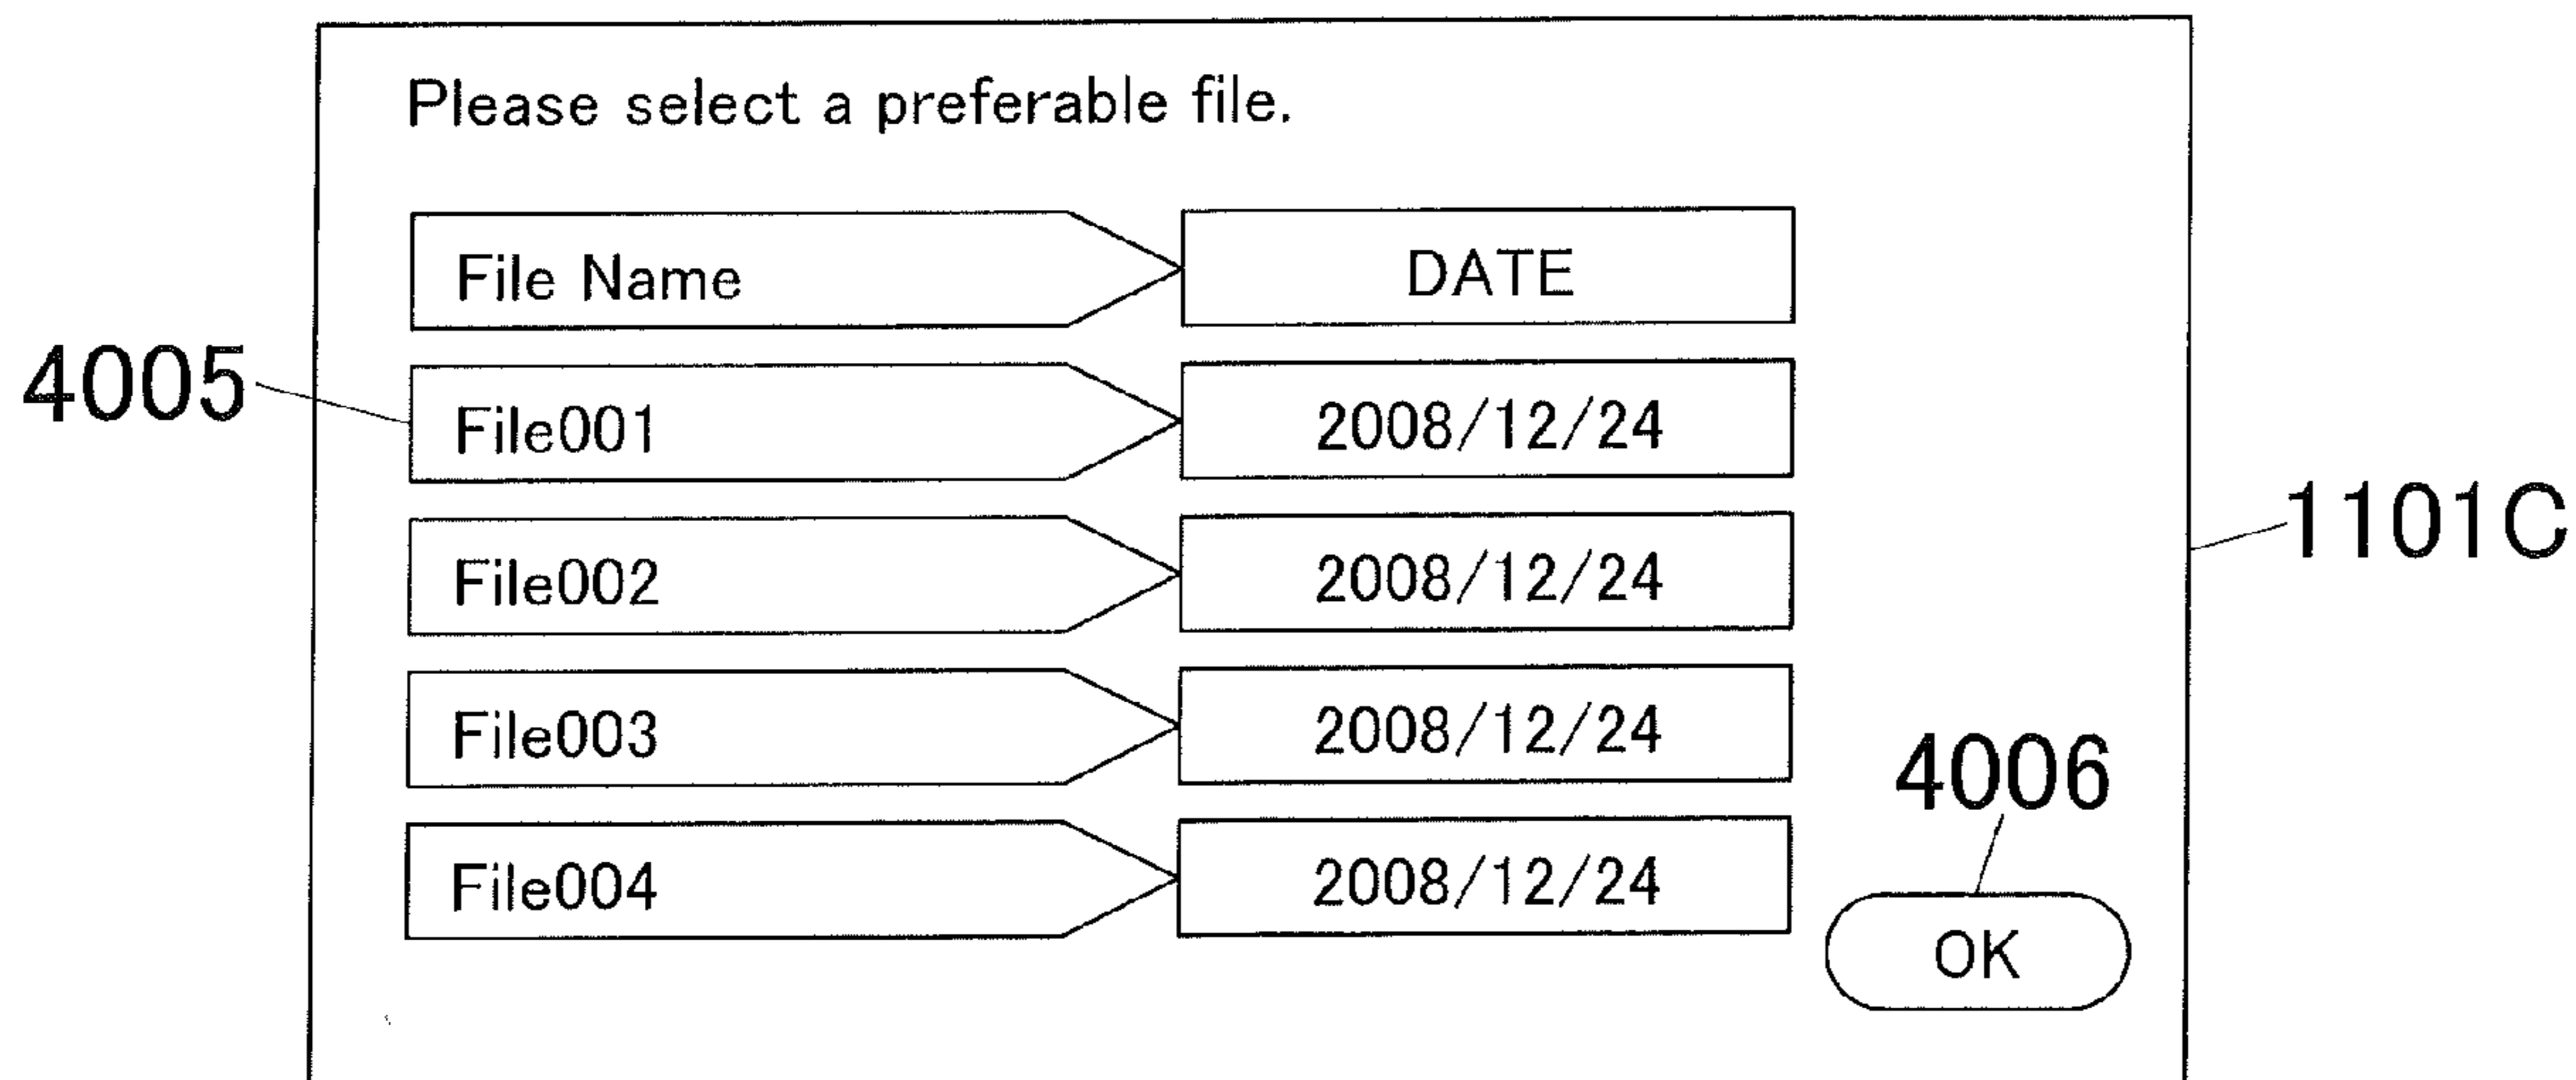 Please select a preferable file.
File Name DATE
4005 File001 2008/12/24
1101C
File002 2008/12/24
File003 2008/12/24
4006
File004 2008/12/24
OK